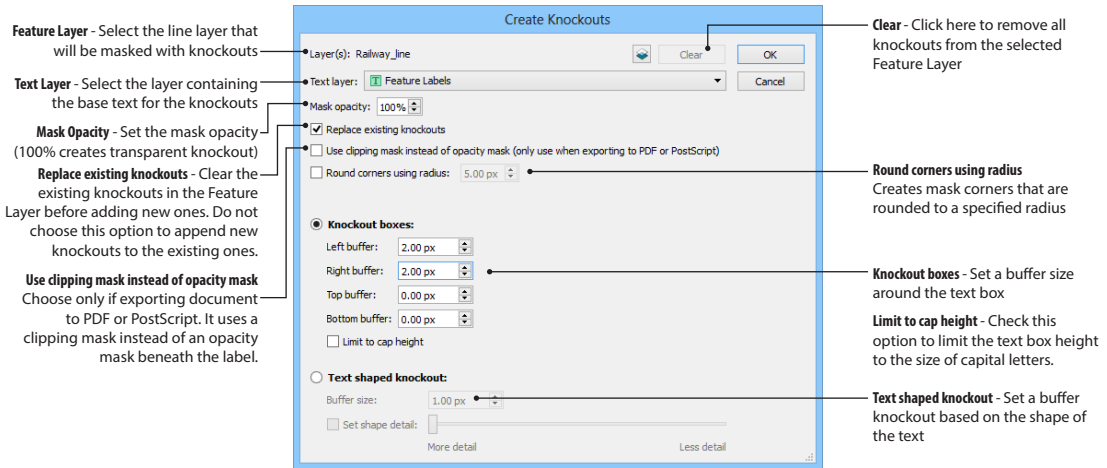 Create Knockouts
Feature Layer - Select the line layer that
will be masked with knockouts
Text Layer - Select the layer containing
the base text for the knockouts
Mask Opacity - Set the mask opacity
(100% creates transparent knockout)
Replace existing knockouts - Clear the
existing knockouts in the Feature
Layer before adding new ones. Do not
choose this option to append new
knockouts to the existing ones.
Use clipping mask instead of opacity mask
Choose only if exporting document
to PDF or PostScript. It uses a
clipping mask instead of an opacity
mask beneath the label.
Layer(s): Railway_line
Clear
OK
Text layer: T Feature Labels
Cancel
Mask opacity: 100%
Replace existing knockouts
Use clipping mask instead of opacity mask (only use when exporting to PDF or PostScript)
Round corners using radius: 5.00 px
Knockout boxes:
Left buffer: 2.00 px
Right buffer: 2.00 px
Top buffer: 0.00 px
Bottom buffer: 0.00 px
Limit to cap height
Text shaped knockout:
Buffer size: 1.00 px
Set shape detail:
More detail Less detail
Clear - Click here to remove all
knockouts from the selected
Feature Layer
Round corners using radius
Creates mask corners that are
rounded to a specified radius
Knockout boxes - Set a buffer size
around the text box
Limit to cap height - Check this
option to limit the text box height
to the size of capital letters.
Text shaped knockout - Set a buffer
knockout based on the shape of
the text